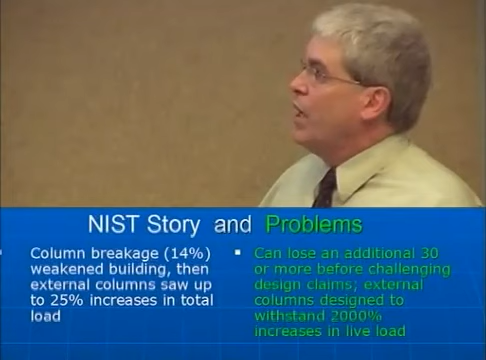 NIST Story and Problems
Column breakage (14%)
weakened building, then
external columns saw up
to 25% increases in total
load
Can lose an additional 30
or more before challenging
design claims; external
columns designed to
withstand 2000%
increases in live load